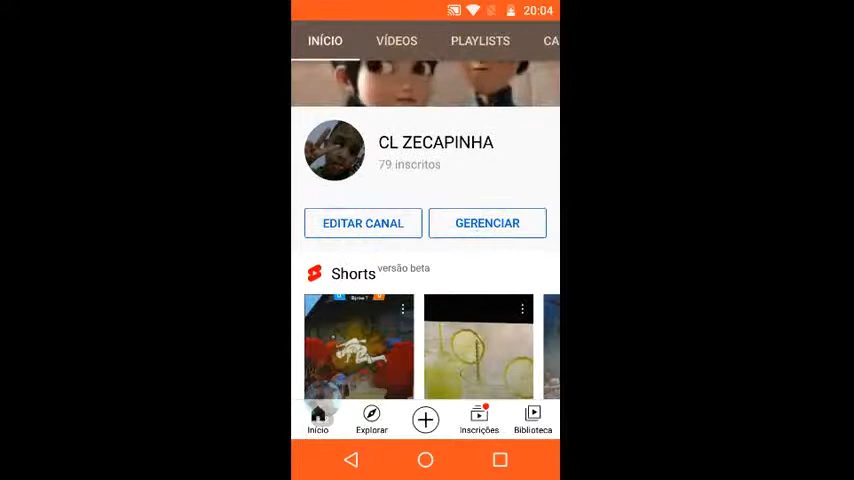 20:04
INÍCIO VÍDEOS PLAYLISTS CA
CL ZECAPINHA
79 inscritos
EDITAR CANAL GERENCIAR
Shorts versão beta
Início Explorar Inscrições Biblioteca